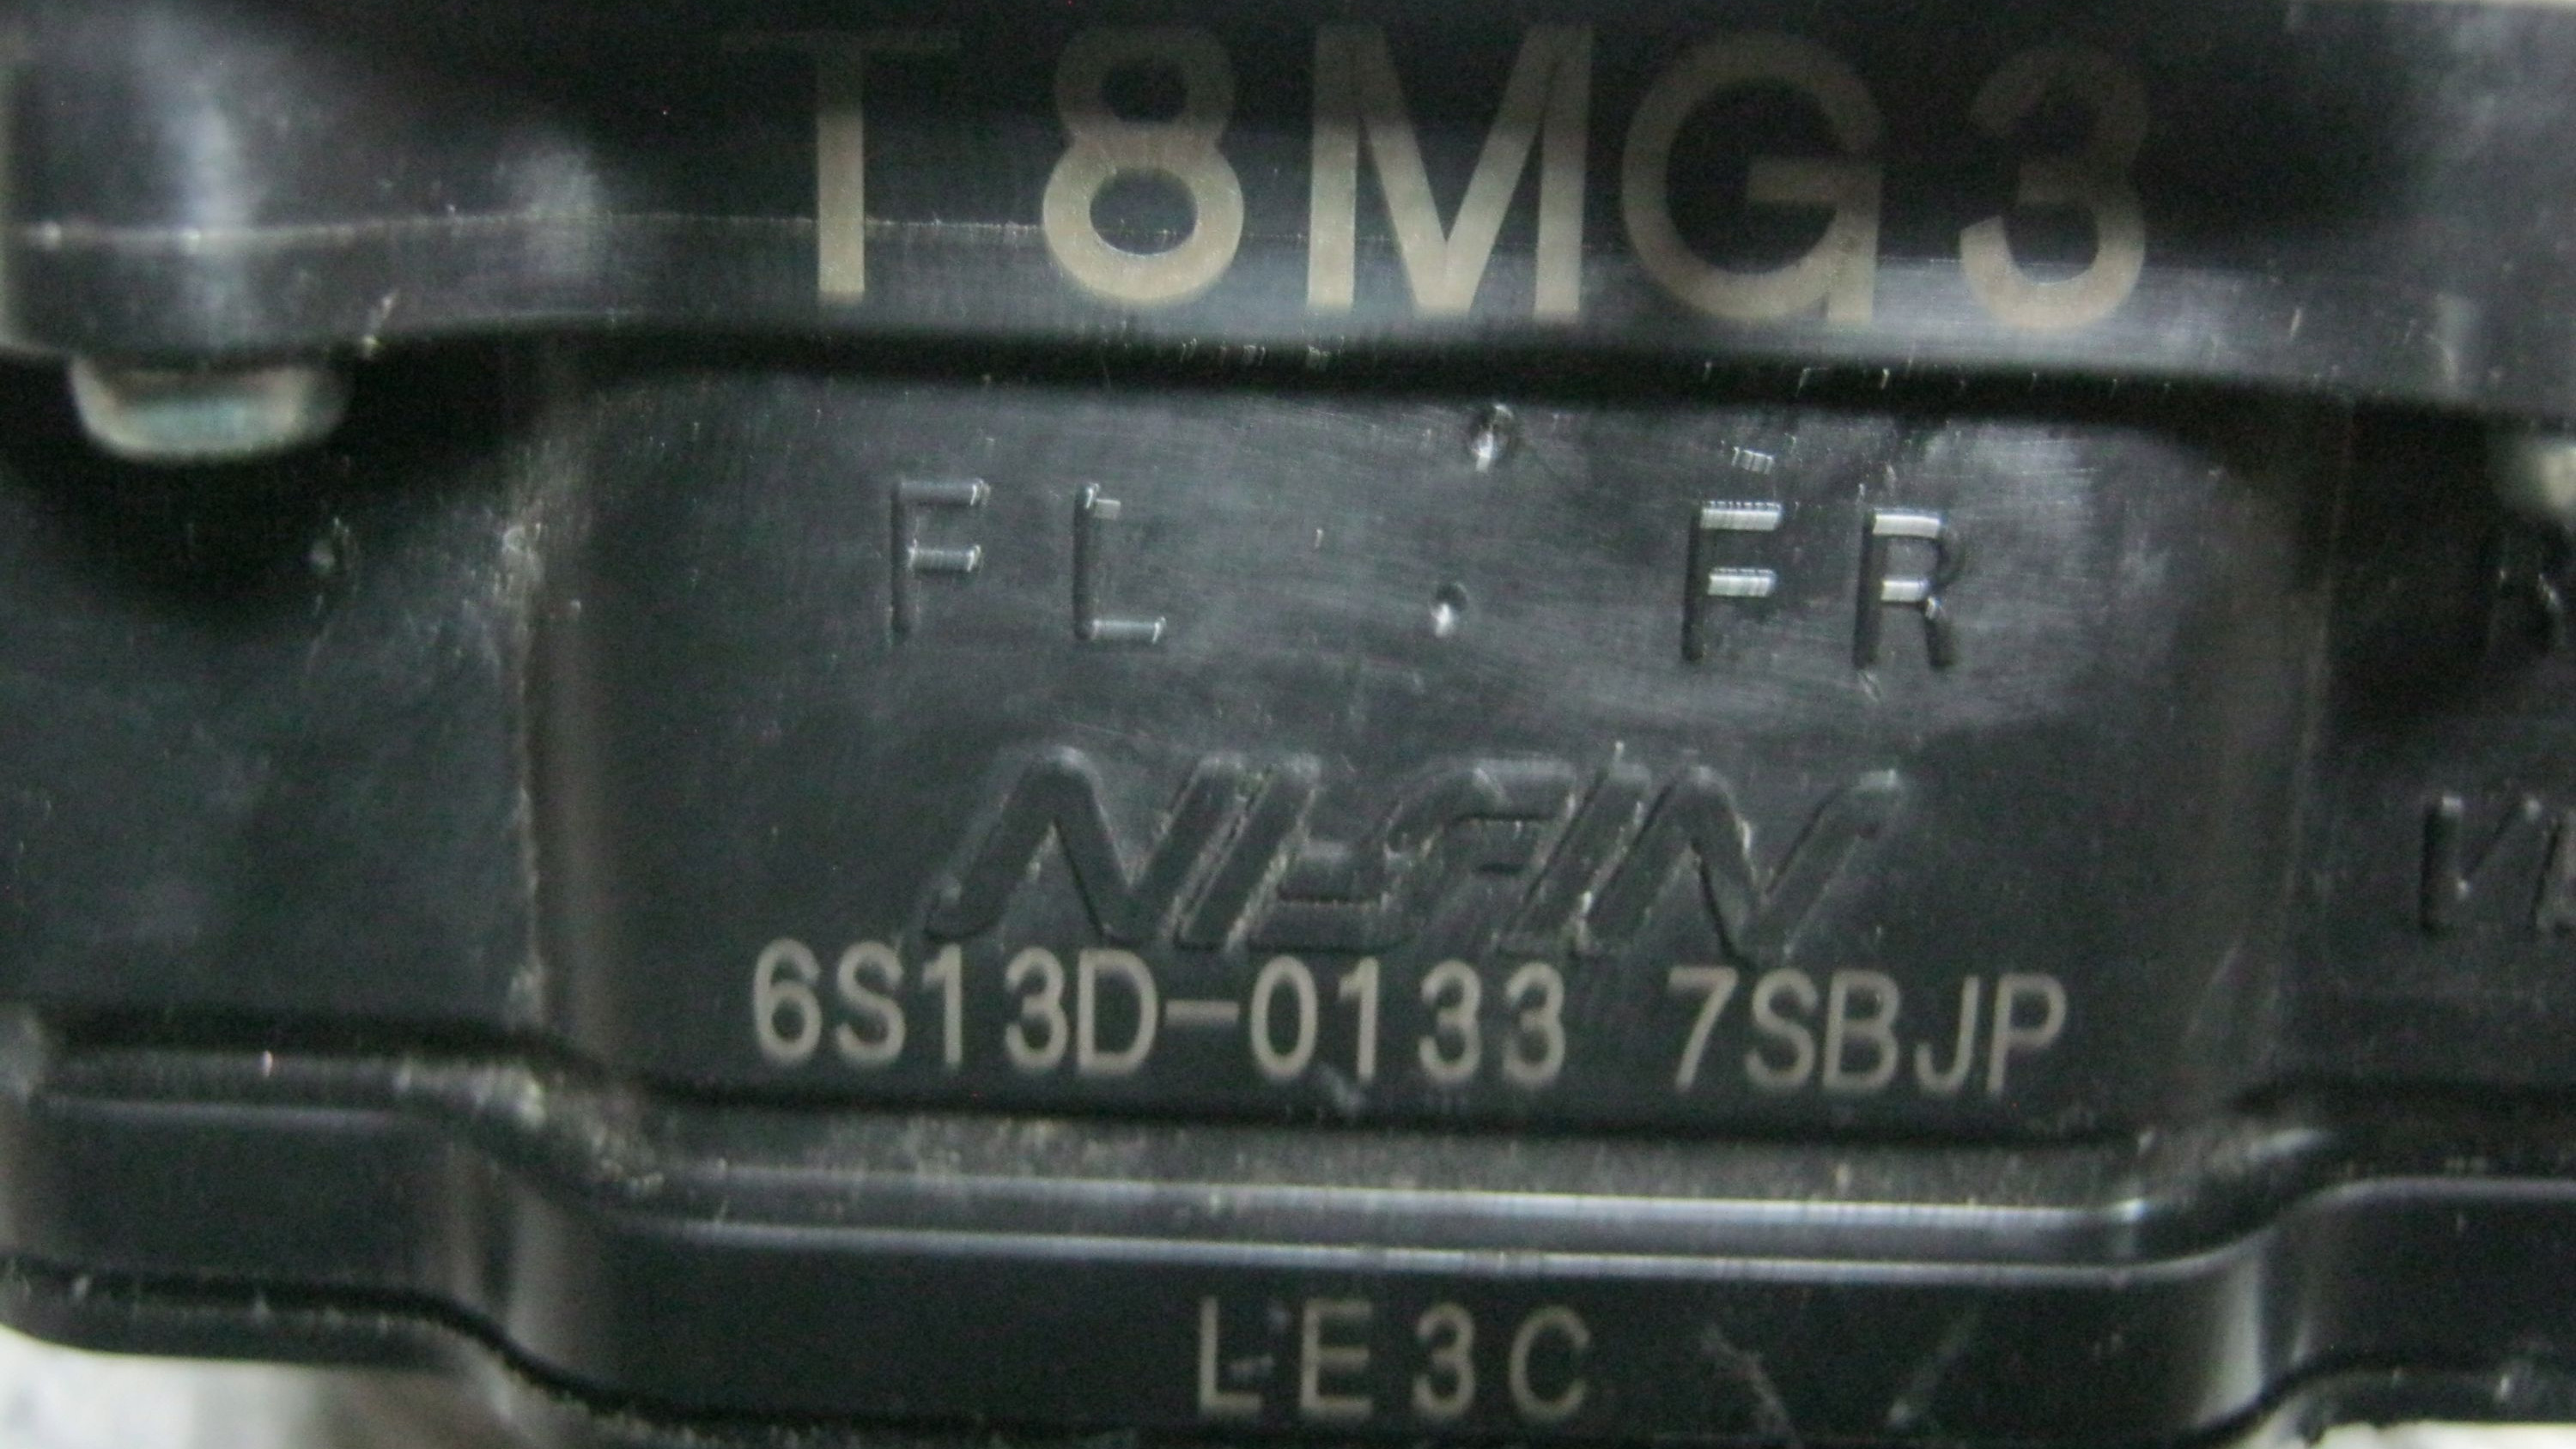 T8MG3
FL FR
NISSIN
6S13D-0133 7SBJP
LE3C